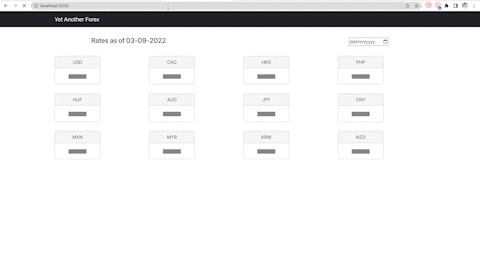 localhost:3000
Yet Another Forex
Rates as of 03-09-2022
dd/mm/yyyy
USD CAD HKD PHP
HUF AUD JPY CNY
MXN MYR KRW NZD